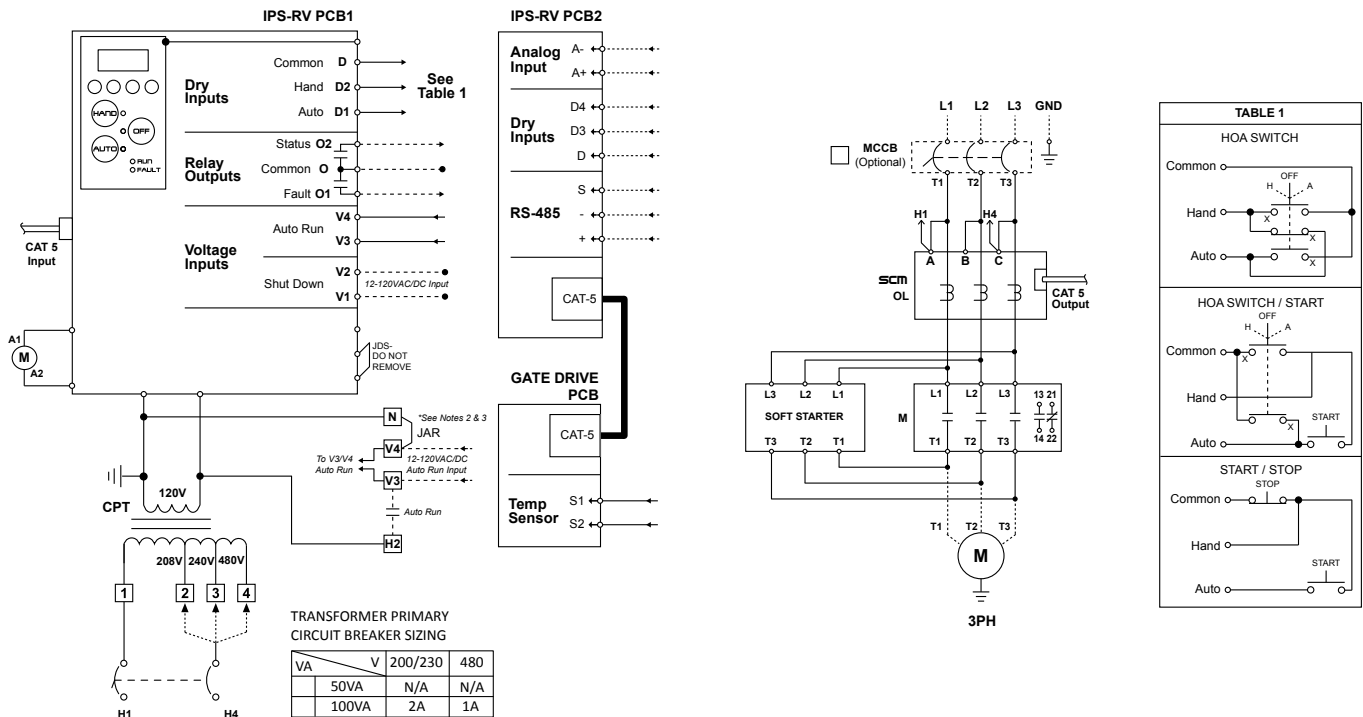 IPS-RV PCB1
HAND
OFF
AUTO
RUN
FAULT
Dry
Inputs
Common D
Hand D2
Auto D1
See
Table 1
Relay
Outputs
Status O2
Common O
Fault O1
Voltage
Inputs
V4
Auto Run
V3
V2
Shut Down
12-120VAC/DC Input
V1
CAT 5
Input
A1
M
A2
JDS-
DO NOT
REMOVE
N
*See Notes 2 & 3
JAR
V4
To V3/V4
Auto Run
12-120VAC/DC
Auto Run Input
V3
Auto Run
H2
120V
CPT
208V 240V 480V
1 2 3 4
H1 H4
TRANSFORMER PRIMARY
CIRCUIT BREAKER SIZING
VA V 200/230 480
50VA N/A N/A
100VA 2A 1A
IPS-RV PCB2
Analog
Input
A-
A+
Dry
Inputs
D4
D3
D
RS-485
S
-
+
CAT-5
GATE DRIVE
PCB
CAT-5
Temp
Sensor
S1
S2
L1 L2 L3 GND
MCCB
(Optional)
T1 T2 T3
H1 H4
A B C
scm
OL
CAT 5
Output
L3 L2 L1
SOFT STARTER
T3 T2 T1
M
L1 L2 L3 13 21
T1 T2 T3 14 22
T1 T2 T3
M
3PH
TABLE 1
HOA SWITCH
Common
OFF
H A
Hand
X
X
Auto
X
HOA SWITCH / START
OFF
H A
Common
X
Hand
START
Auto
X
START / STOP
STOP
Common
Hand
START
Auto